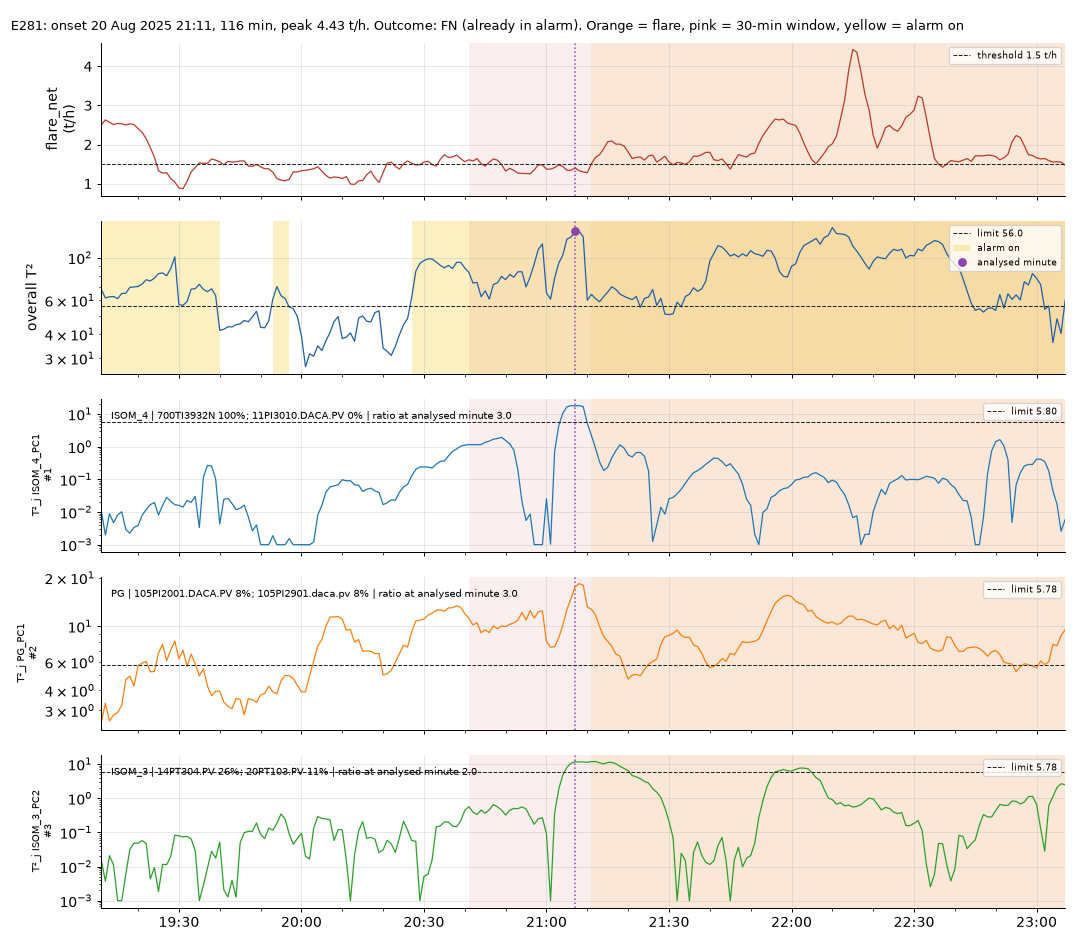 E281: onset 20 Aug 2025 21:11, 116 min, peak 4.43 t/h. Outcome: FN (already in alarm). Orange = flare, pink = 30-min window, yellow = alarm on
flare_net
(t/h)
4
3
2
1
threshold 1.5 t/h
overall T²
10²
6 × 10¹
4 × 10¹
3 × 10¹
limit 56.0
alarm on
analysed minute
T²_j ISOM_4_PC1
#1
10¹
10⁰
10⁻¹
10⁻²
10⁻³
ISOM_4 | 700TI3932N 100%; 11PI3010.DACA.PV 0% | ratio at analysed minute 3.0
limit 5.80
T²_j PG_PC1
#2
2 × 10¹
10¹
6 × 10⁰
4 × 10⁰
3 × 10⁰
PG | 105PI2001.DACA.PV 8%; 105PI2901.daca.pv 8% | ratio at analysed minute 3.0
limit 5.78
T²_j ISOM_3_PC2
#3
10¹
10⁰
10⁻¹
10⁻²
10⁻³
ISOM_3 | 14PT304.PV 26%; 20PT103.PV 11% | ratio at analysed minute 2.0
limit 5.78
19:30 20:00 20:30 21:00 21:30 22:00 22:30 23:00